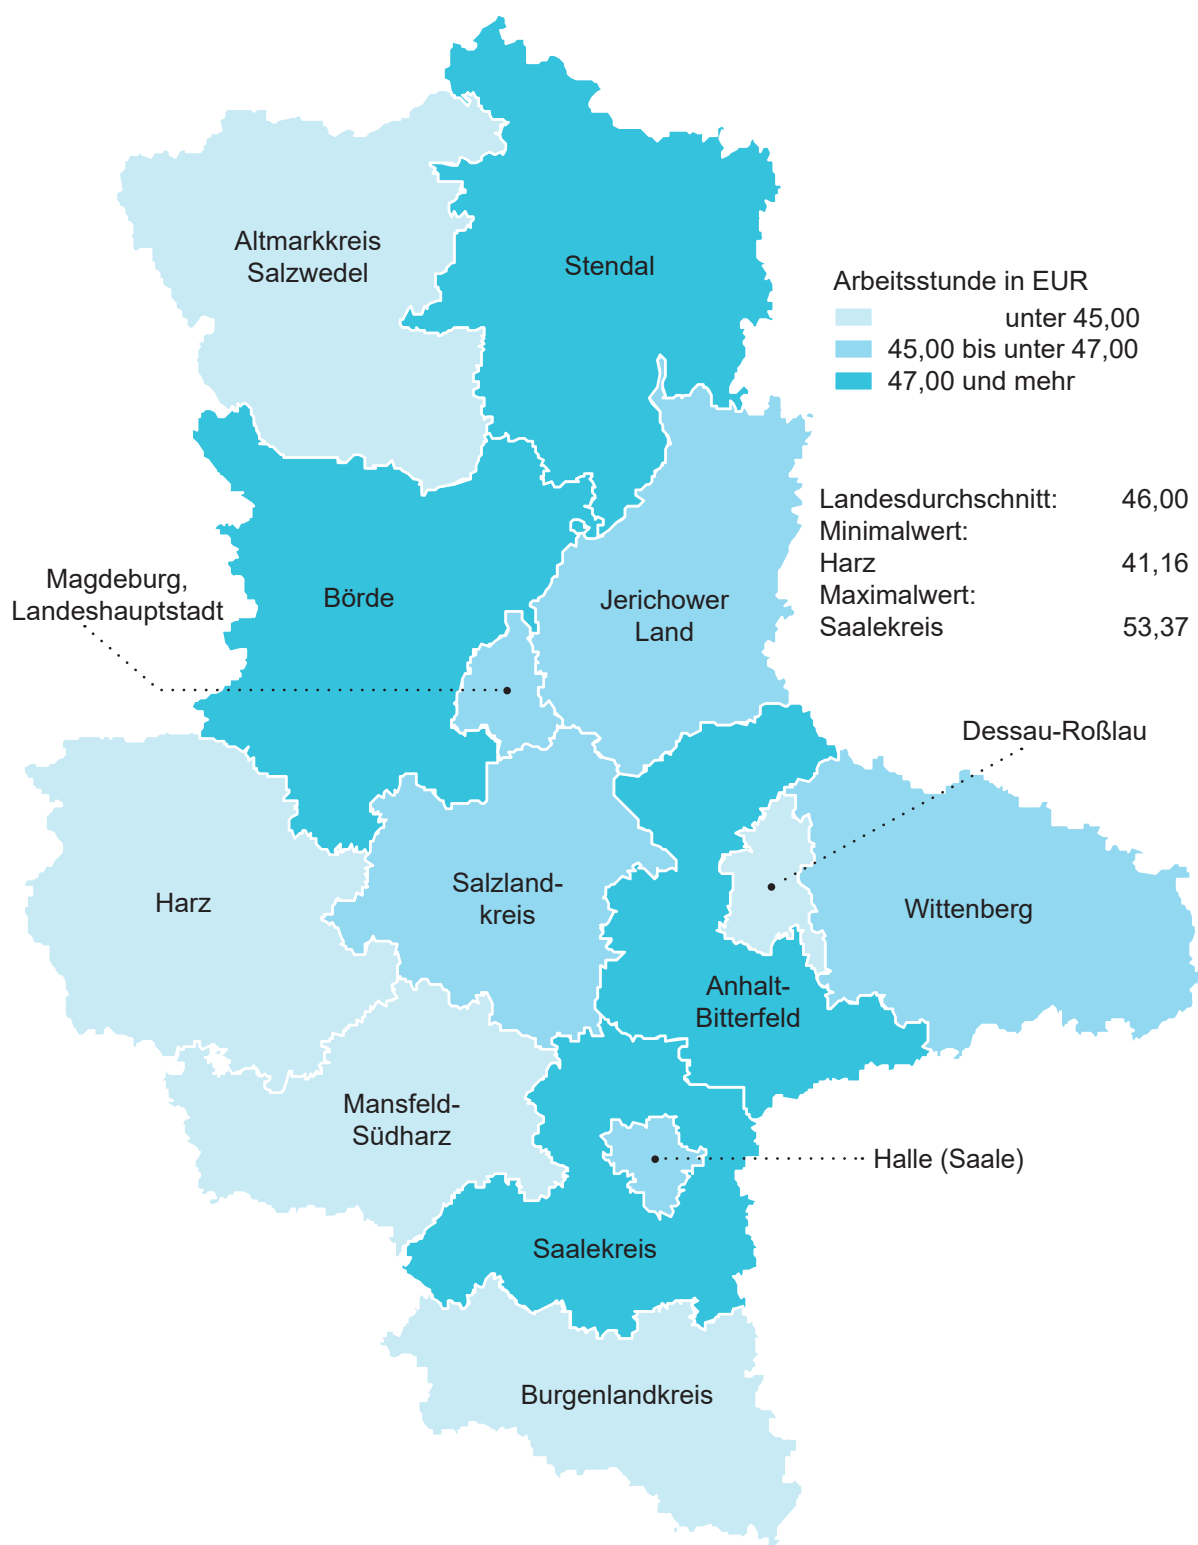 Altmarkkreis
Salzwedel
Stendal
Arbeitsstunde in EUR
unter 45,00
45,00 bis unter 47,00
47,00 und mehr
Landesdurchschnitt: 46,00
Minimalwert:
Harz 41,16
Maximalwert:
Saalekreis 53,37
Magdeburg,
Landeshauptstadt
Börde
Jerichower
Land
Dessau-Roßlau
Harz
Salzland-
kreis
Wittenberg
Anhalt-
Bitterfeld
Mansfeld-
Südharz
Halle (Saale)
Saalekreis
Burgenlandkreis